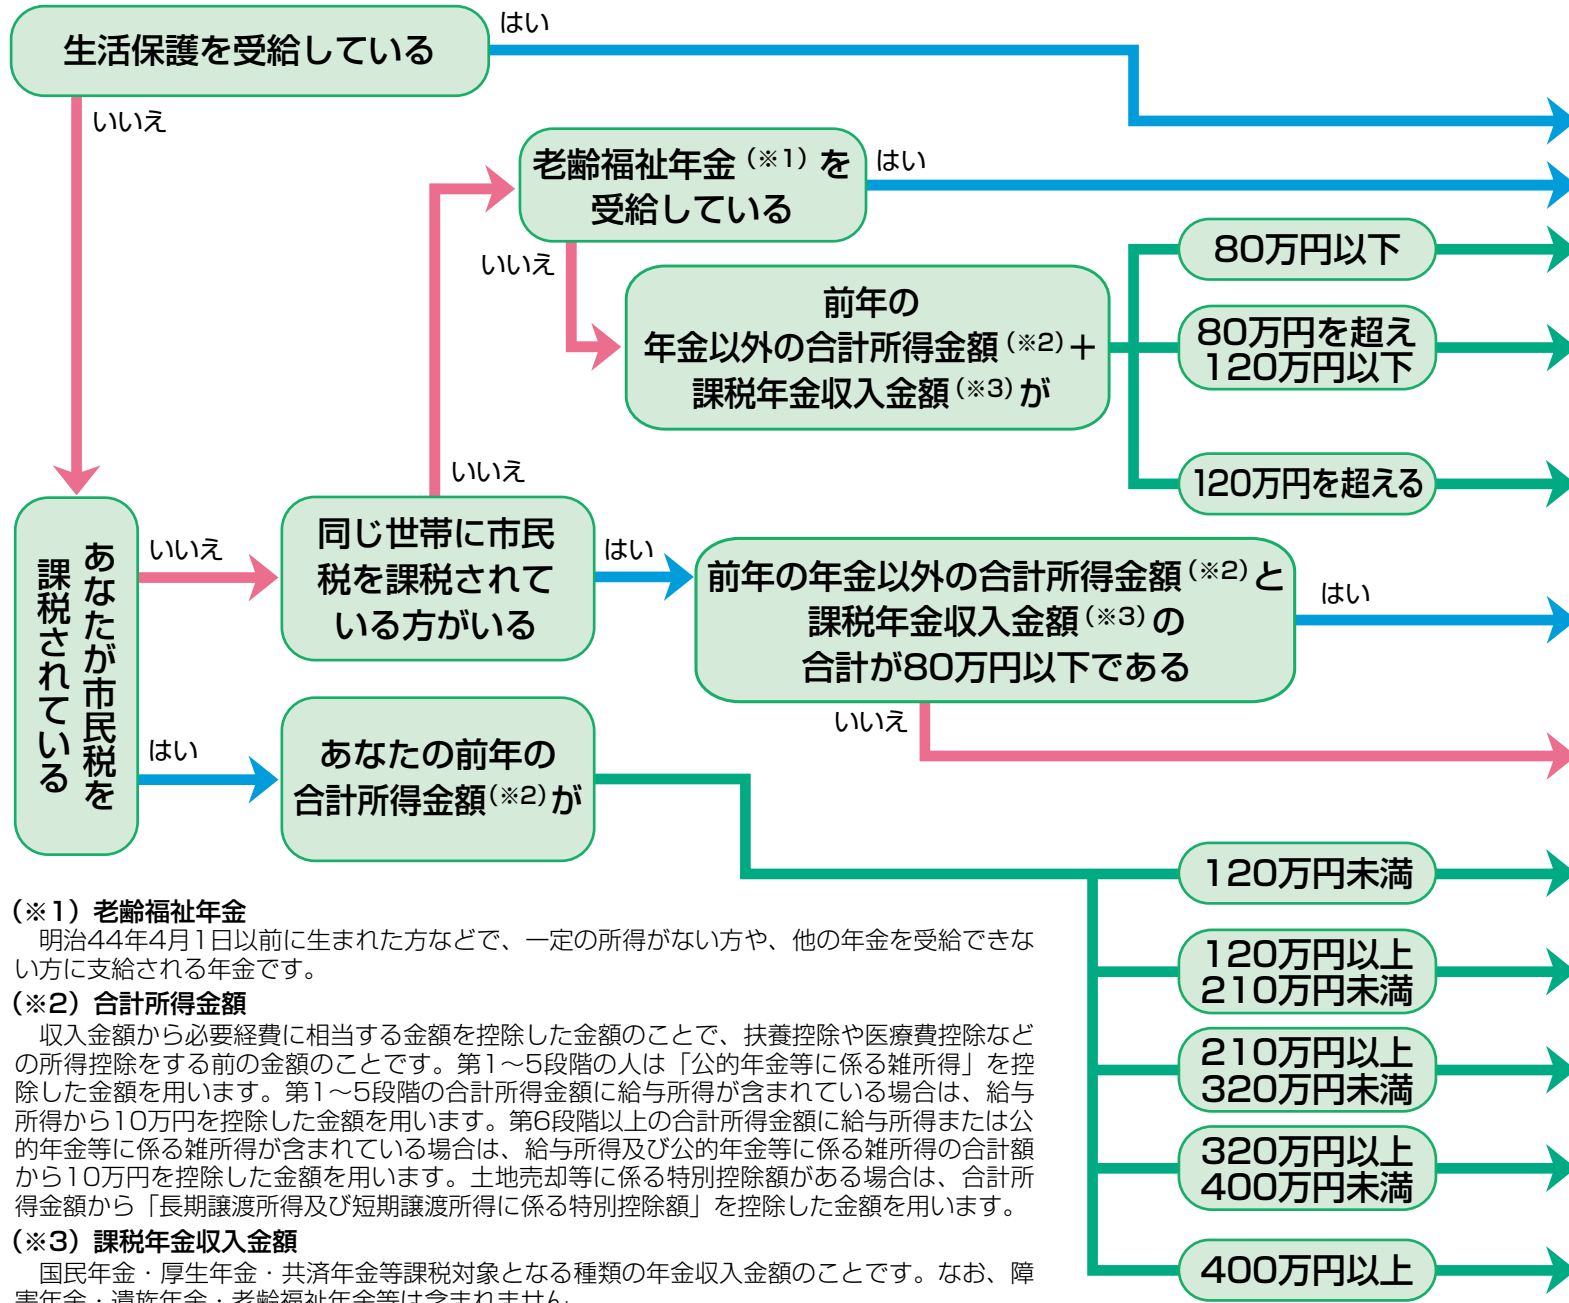 生活保護を受給している
はい
いいえ
老齢福祉年金（※1）を
受給している
はい
いいえ
前年の
年金以外の合計所得金額（※2）＋
課税年金収入金額（※3）が
80万円以下
80万円を超え
120万円以下
120万円を超える
あなたが市民税を
課税されている
いいえ
同じ世帯に市民
税を課税されて
いる方がいる
いいえ
はい
前年の年金以外の合計所得金額（※2）と
課税年金収入金額（※3）の
合計が80万円以下である
はい
いいえ
はい
あなたの前年の
合計所得金額（※2）が
120万円未満
120万円以上
210万円未満
210万円以上
320万円未満
320万円以上
400万円未満
400万円以上
（※1）老齢福祉年金
明治44年4月1日以前に生まれた方などで、一定の所得がない方や、他の年金を受給できな
い方に支給される年金です。
（※2）合計所得金額
収入金額から必要経費に相当する金額を控除した金額のことで、扶養控除や医療費控除など
の所得控除をする前の金額のことです。第1～5段階の人は「公的年金等に係る雑所得」を控
除した金額を用います。第1～5段階の合計所得金額に給与所得が含まれている場合は、給与
所得から10万円を控除した金額を用います。第6段階以上の合計所得金額に給与所得または公
的年金等に係る雑所得が含まれている場合は、給与所得及び公的年金等に係る雑所得の合計額
から10万円を控除した金額を用います。土地売却等に係る特別控除額がある場合は、合計所
得金額から「長期譲渡所得及び短期譲渡所得に係る特別控除額」を控除した金額を用います。
（※3）課税年金収入金額
国民年金・厚生年金・共済年金等課税対象となる種類の年金収入金額のことです。なお、障
害年金・遺族年金・老齢福祉年金等は含まれません。